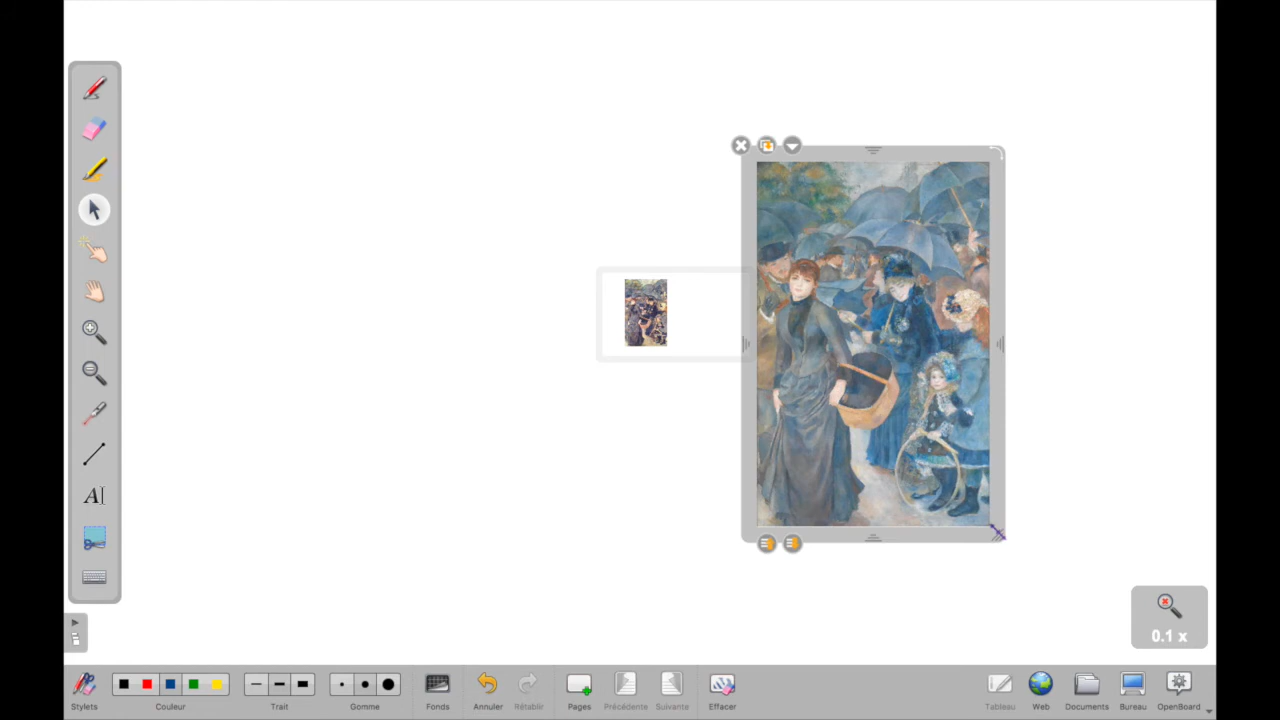 A
0.1 x
Stylets
Couleur
Trait
Gomme
Fonds
Annuler
Rétablir
Pages
Précédente
Suivante
Effacer
Tableau
Web
Documents
Bureau
OpenBoard